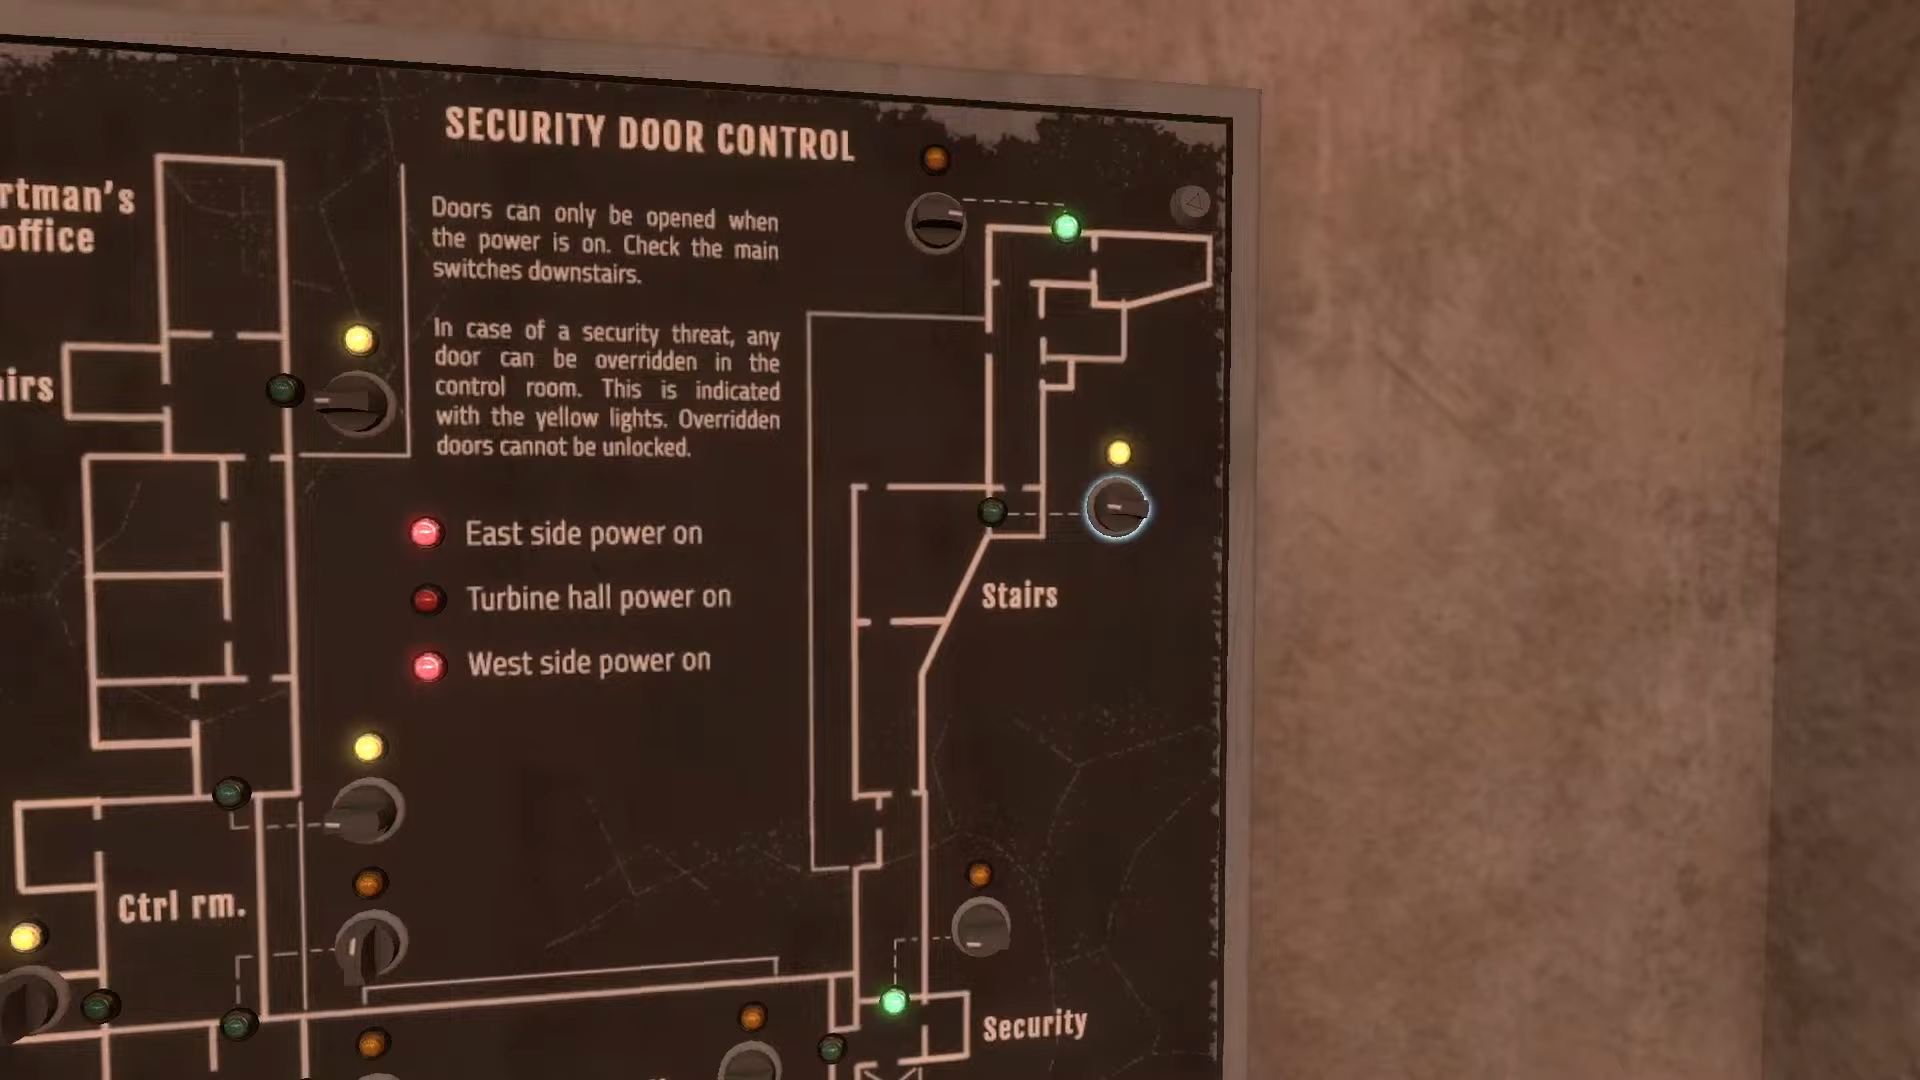 SECURITY DOOR CONTROL
Doors can only be opened when
the power is on. Check the main
switches downstairs.
In case of a security threat, any
door can be overridden in the
control room. This is indicated
with the yellow lights. Overridden
doors cannot be unlocked.
East side power on
Turbine hall power on
West side power on
rtman's
office
irs
Stairs
Ctrl rm.
Security